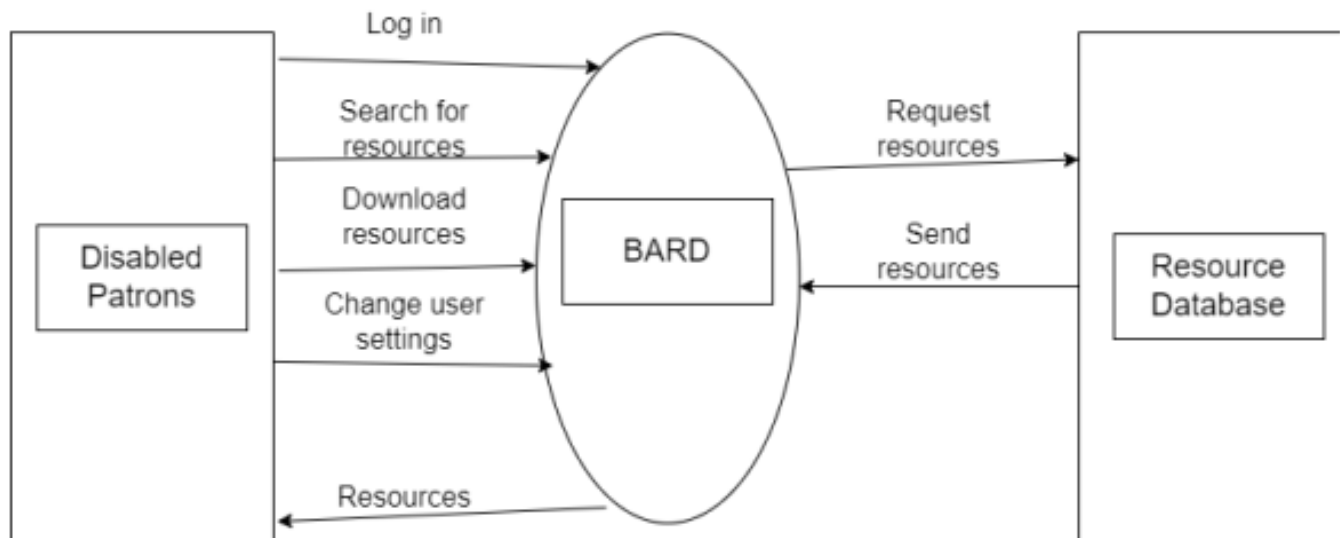 Log in
Search for
resources
Download
resources
Change user
settings
Resources
Disabled
Patrons
BARD
Request
resources
Send
resources
Resource
Database